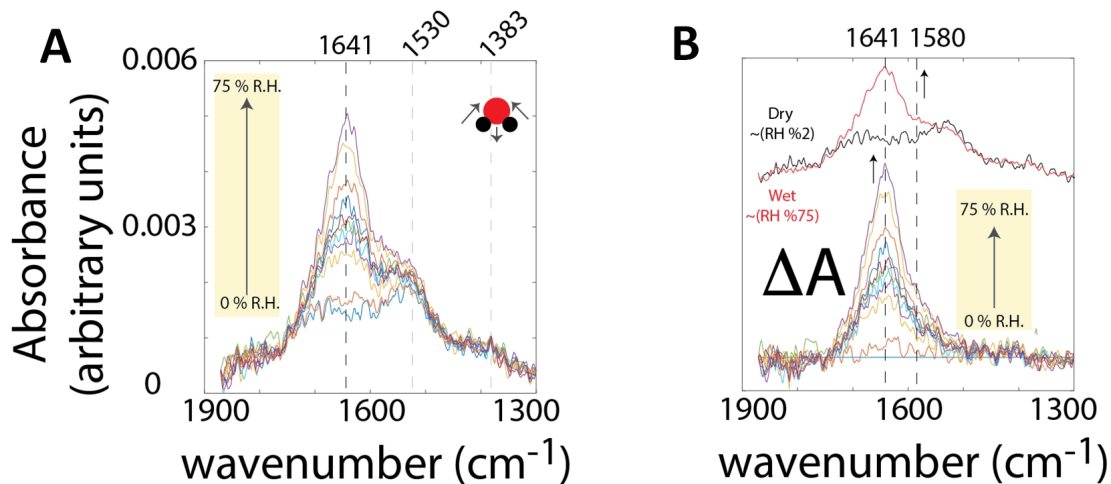 A
1641
1530
1383
0.006
75 % R.H.
0.003
0 % R.H.
0
1900
1600
1300
Absorbance
(arbitrary units)
wavenumber (cm-1)
B
1641
1580
Dry
~(RH %2)
Wet
~(RH %75)
75 % R.H.
ΔA
0 % R.H.
1900
1600
1300
wavenumber (cm-1)